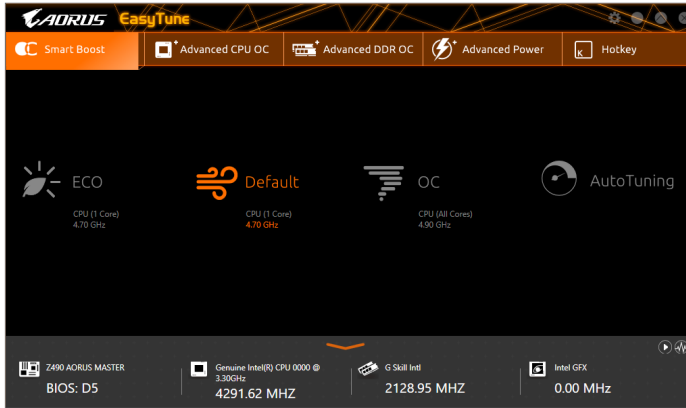 AORUS EasyTune
Smart Boost
Advanced CPU OC
Advanced DDR OC
Advanced Power
K
Hotkey
ECO
CPU (1 Core)
4.70 GHz
Default
CPU (1 Core)
4.70 GHz
OC
CPU (All Cores)
4.90 GHz
AutoTuning
Z490 AORUS MASTER
BIOS: D5
Genuine Intel(R) CPU 0000 @
3.30GHz
4291.62 MHZ
G Skill Intl
2128.95 MHZ
Intel GFX
0.00 MHz